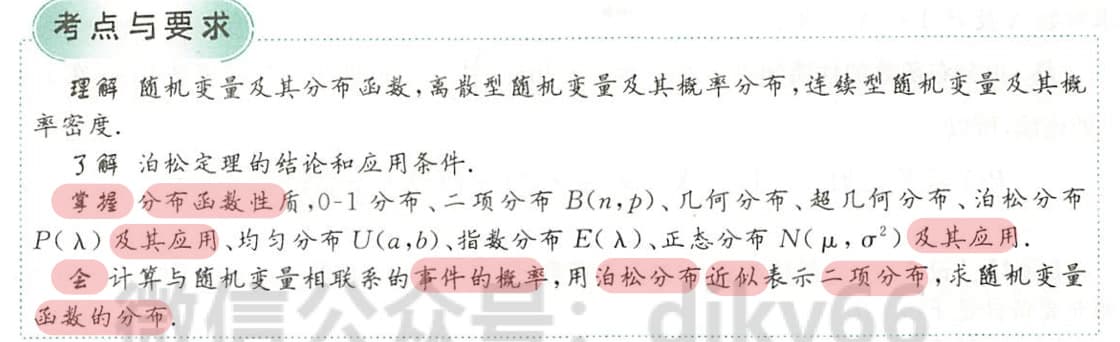 考点与要求
理解 随机变量及其分布函数,离散型随机变量及其概率分布,连续型随机变量及其概
率密度.
了解 泊松定理的结论和应用条件.
掌握 分布函数性质,0-1 分布、二项分布 B(n,p)、几何分布、超几何分布、泊松分布
P(λ)及其应用、均匀分布 U(a,b)、指数分布 E(λ)、正态分布 N(μ,σ²)及其应用.
会 计算与随机变量相联系的事件的概率,用泊松分布近似表示二项分布,求随机变量
函数的分布.
微信公众号：djky66